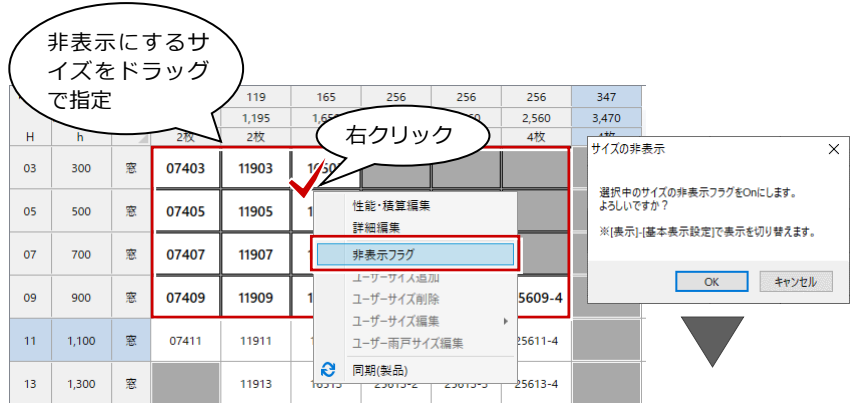 非表示にするサ
イズをドラッグ
で指定
119 165 256 256 256 347
1,195 2,560 3,470
H h 2枚 2枚 4枚
右クリック
03 300 窓 07403 11903
05 500 窓 07405 11905
07 700 窓 07407 11907
09 900 窓 07409 11909 5609-4
11 1,100 窓 07411 11911 25611-4
13 1,300 窓 11913 25613-4
性能・積算編集
詳細編集
非表示フラグ
ユーザーサイズ追加
ユーザーサイズ削除
ユーザーサイズ編集
ユーザー雨戸サイズ編集
同期(製品)
サイズの非表示
選択中のサイズの非表示フラグをOnにします。
よろしいですか？
※[表示]-[基本表示設定]で表示を切り替えます。
OK キャンセル